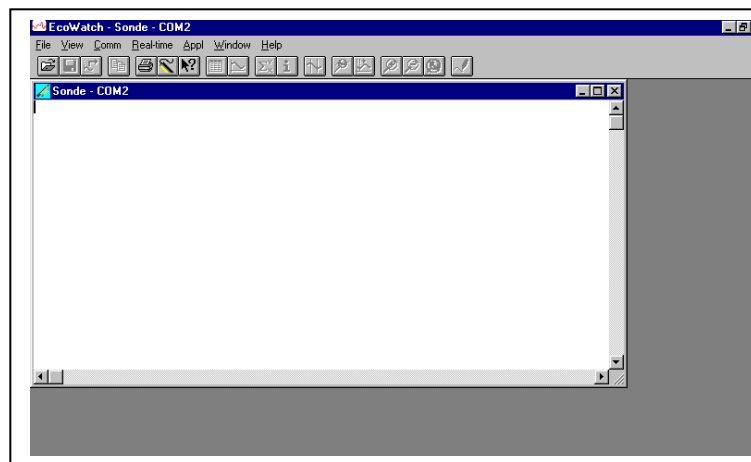 EcoWatch - Sonde - COM2
File View Comm Real-time Appl Window Help
Sonde - COM2